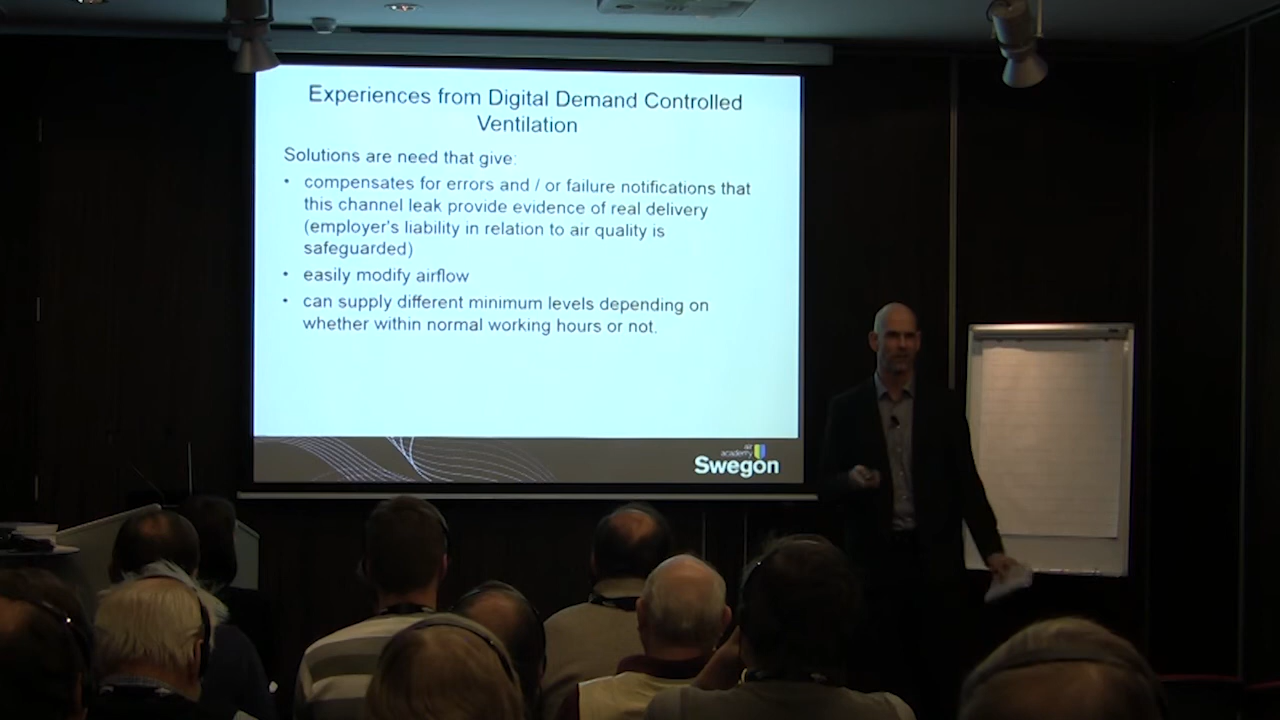 Experiences from Digital Demand Controlled
Ventilation
Solutions are need that give:
• compensates for errors and / or failure notifications that
this channel leak provide evidence of real delivery
(employer's liability in relation to air quality is
safeguarded)
• easily modify airflow
• can supply different minimum levels depending on
whether within normal working hours or not.
air
academy
Swegon